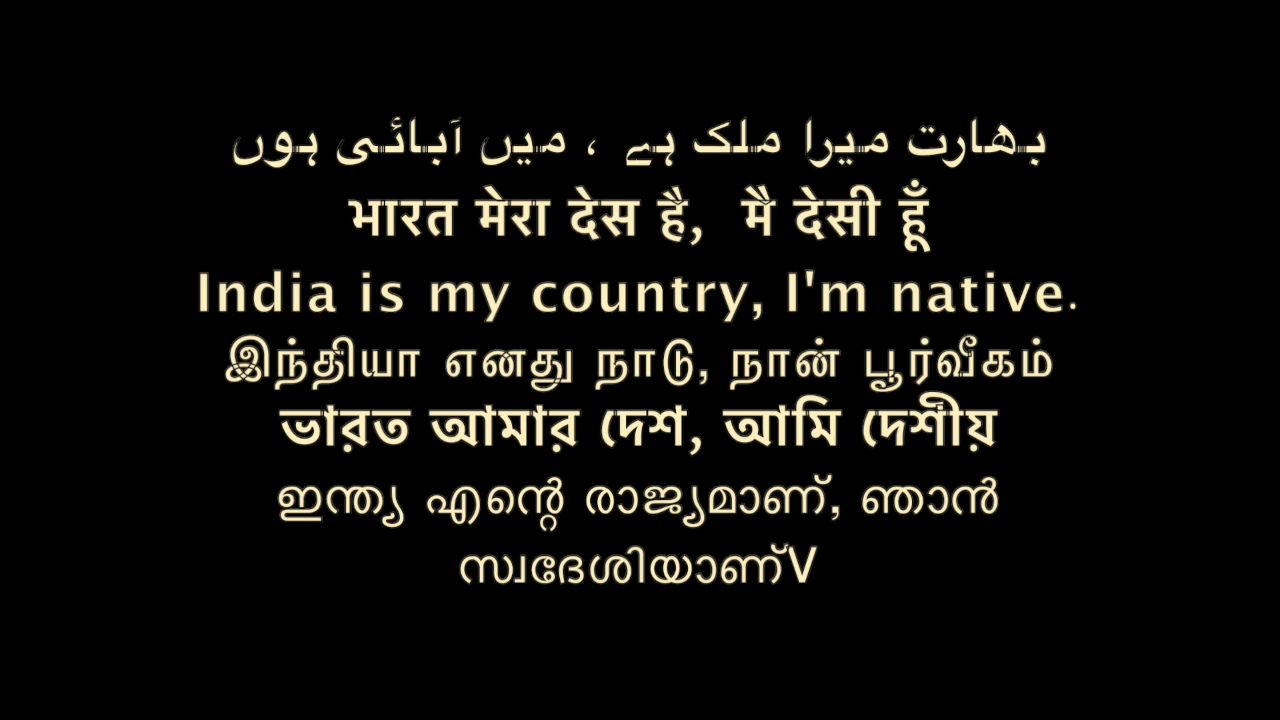 بھارت میرا ملک ہے ، میں آبائی ہوں
भारत मेरा देस है, मै देसी हूँ
India is my country, I'm native.
இந்தியா எனது நாடு, நான் பூர்வீகம்
ভারত আমার দেশ, আমি দেশীয়
ഇന്ത്യ എന്റെ രാജ്യമാണ്, ഞാൻ
സ്വദേശിയാണ്V